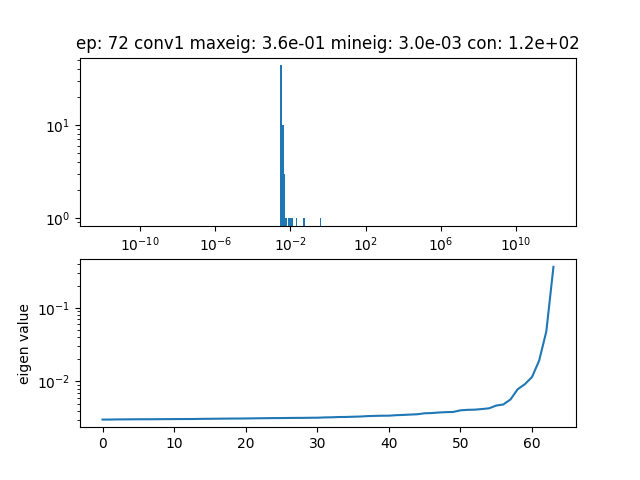 ep: 72 conv1 maxeig: 3.6e-01 mineig: 3.0e-03 con: 1.2e+02
10¹
10⁰
10⁻¹⁰ 10⁻⁶ 10⁻² 10² 10⁶ 10¹⁰
eigen value
10⁻¹
10⁻²
0 10 20 30 40 50 60